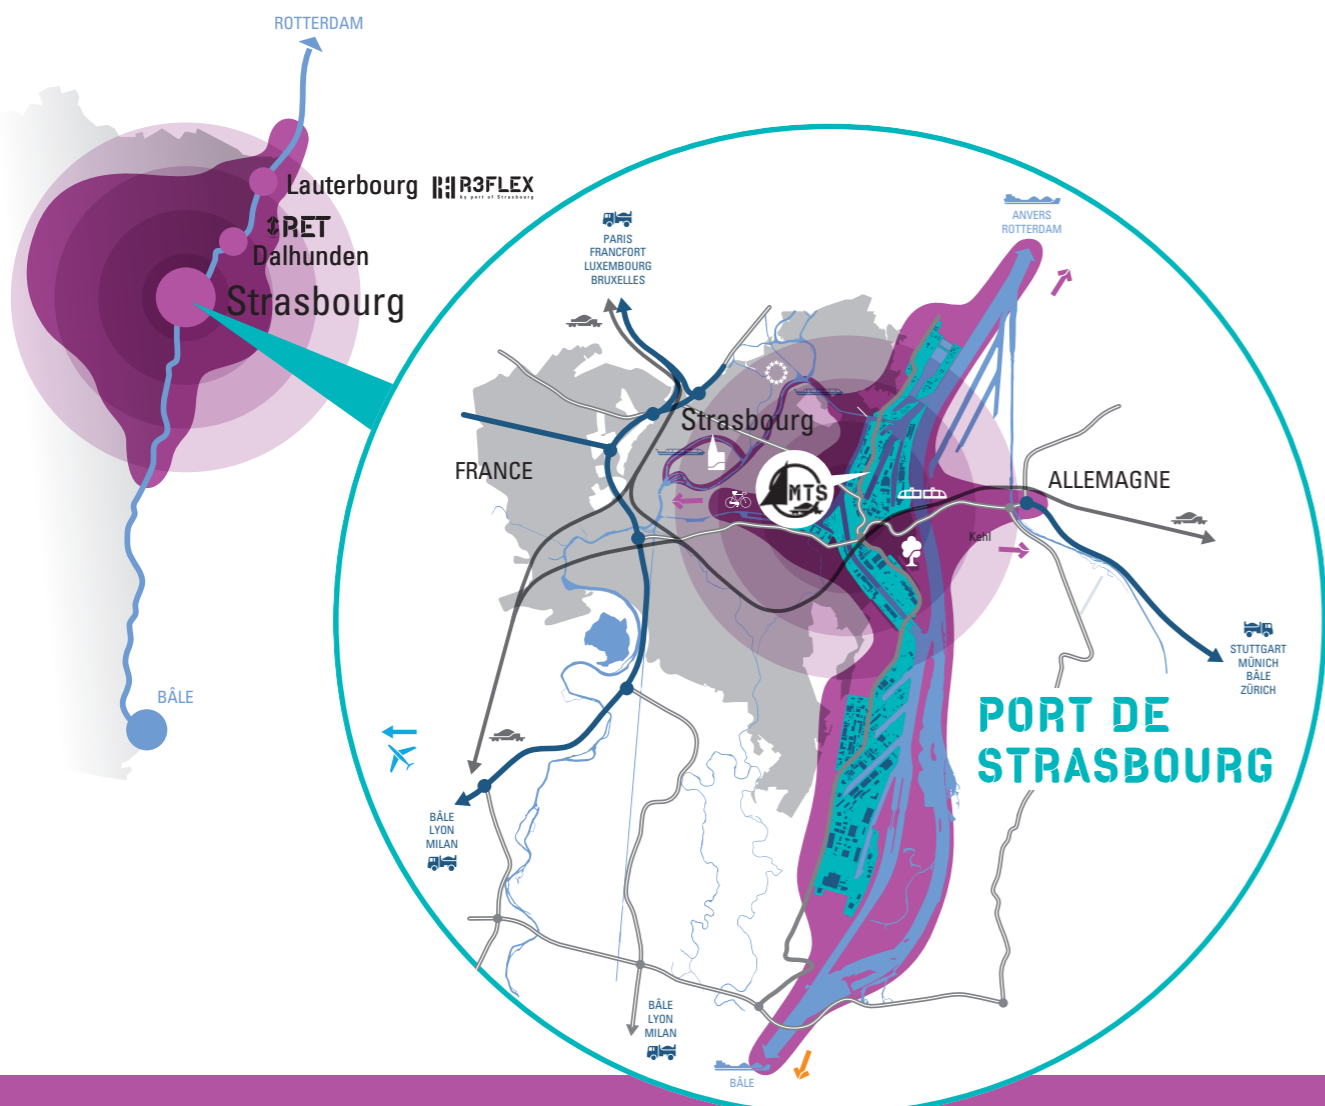 ROTTERDAM
Lauterbourg R3FLEX
by port of Strasbourg
RET
Dalhunden
Strasbourg
BÂLE
PARIS
FRANCFORT
LUXEMBOURG
BRUXELLES
ANVERS
ROTTERDAM
Strasbourg
FRANCE
MTS
ALLEMAGNE
Kehl
STUTTGART
MÜNICH
BÂLE
ZÜRICH
PORT DE
STRASBOURG
BÂLE
LYON
MILAN
BÂLE
LYON
MILAN
BÂLE